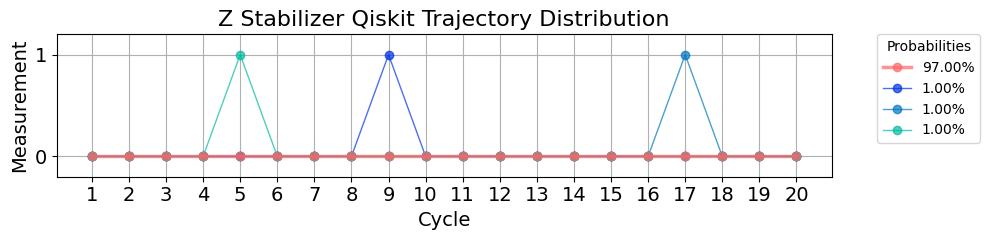 Z Stabilizer Qiskit Trajectory Distribution
Measurement
1
0
1 2 3 4 5 6 7 8 9 10 11 12 13 14 15 16 17 18 19 20
Cycle
Probabilities
97.00%
1.00%
1.00%
1.00%